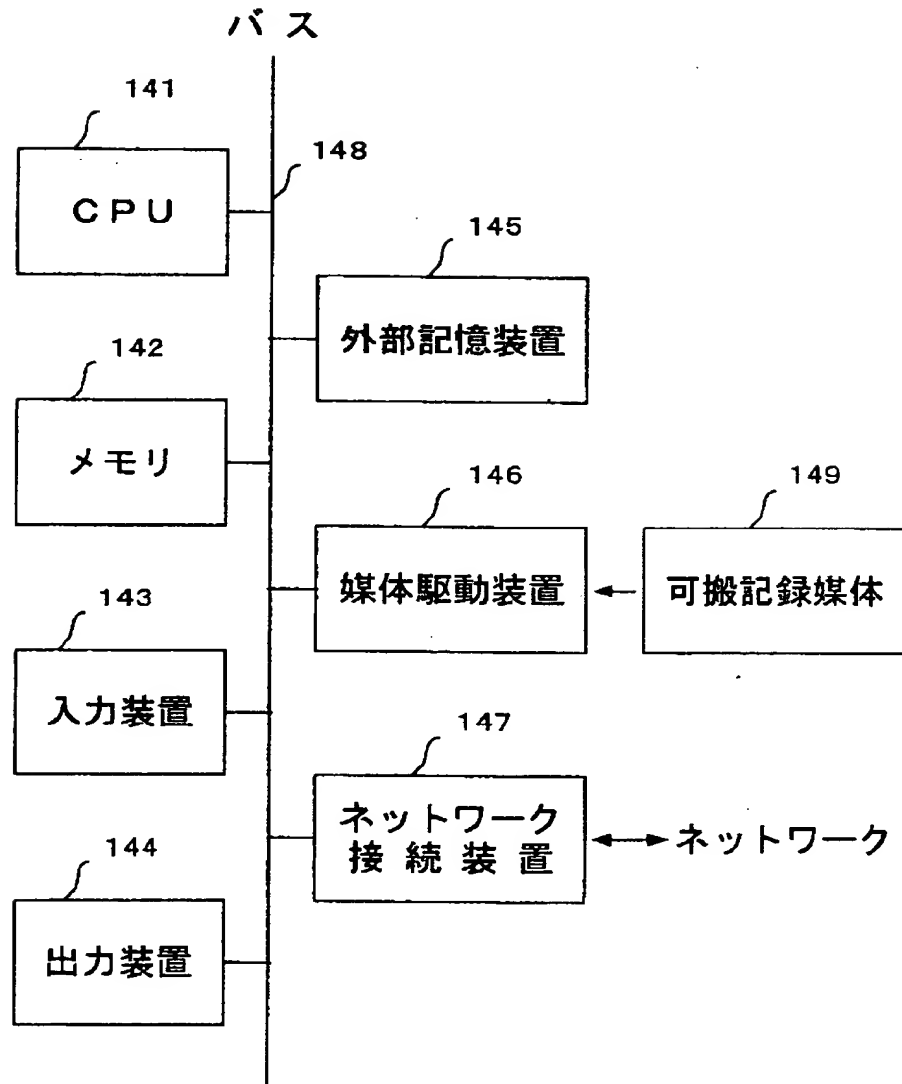 バス
141
148
CPU
145
外部記憶装置
142
メモリ
146
149
媒体駆動装置
可搬記録媒体
143
入力装置
147
ネットワーク
接続装置
ネットワーク
144
出力装置